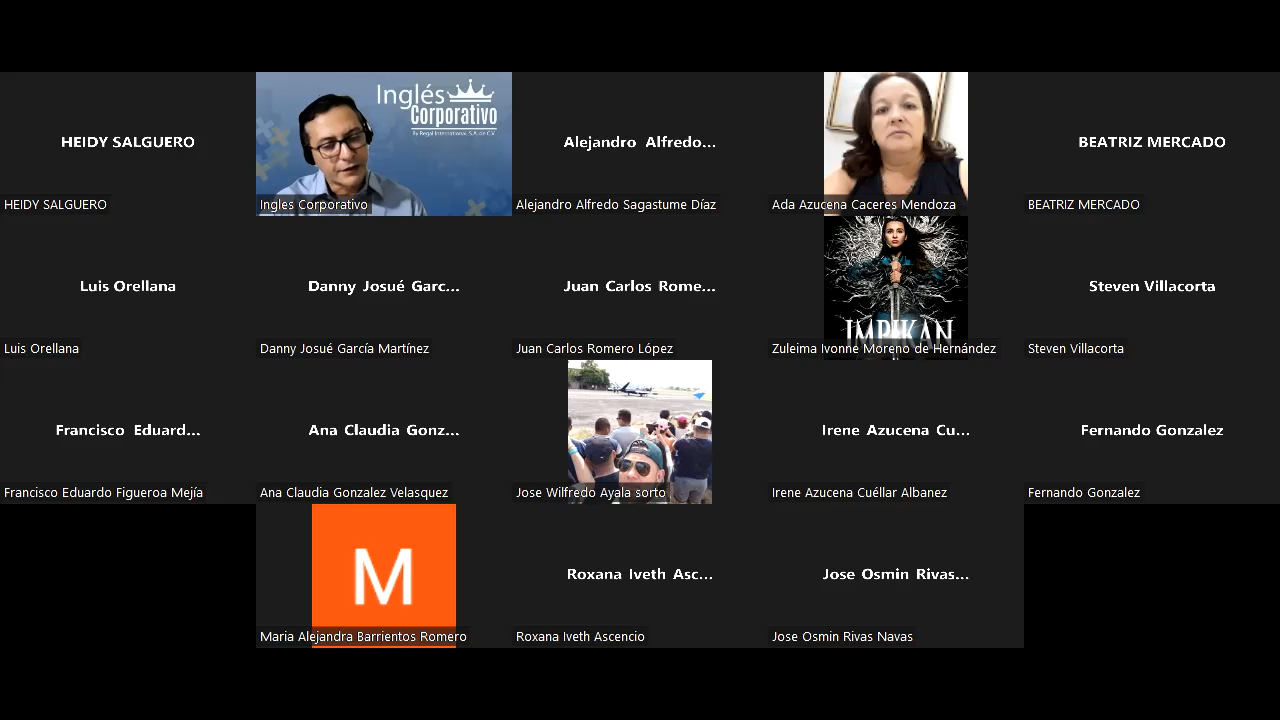 HEIDY SALGUERO
HEIDY SALGUERO
Inglés
Corporativo
By Regal International, S.A. de C.V.
Ingles Corporativo
Alejandro Alfredo...
Alejandro Alfredo Sagastume Díaz
Ada Azucena Caceres Mendoza
BEATRIZ MERCADO
BEATRIZ MERCADO
Luis Orellana
Luis Orellana
Danny Josué Garc...
Danny Josué García Martínez
Juan Carlos Rome...
Juan Carlos Romero López
Zuleima Ivonne Moreno de Hernández
Steven Villacorta
Steven Villacorta
Francisco Eduard...
Francisco Eduardo Figueroa Mejía
Ana Claudia Gonz...
Ana Claudia Gonzalez Velasquez
Jose Wilfredo Ayala sorto
Irene Azucena Cu...
Irene Azucena Cuéllar Albanez
Fernando Gonzalez
Fernando Gonzalez
M
Maria Alejandra Barrientos Romero
Roxana Iveth Asc...
Roxana Iveth Ascencio
Jose Osmin Rivas...
Jose Osmin Rivas Navas